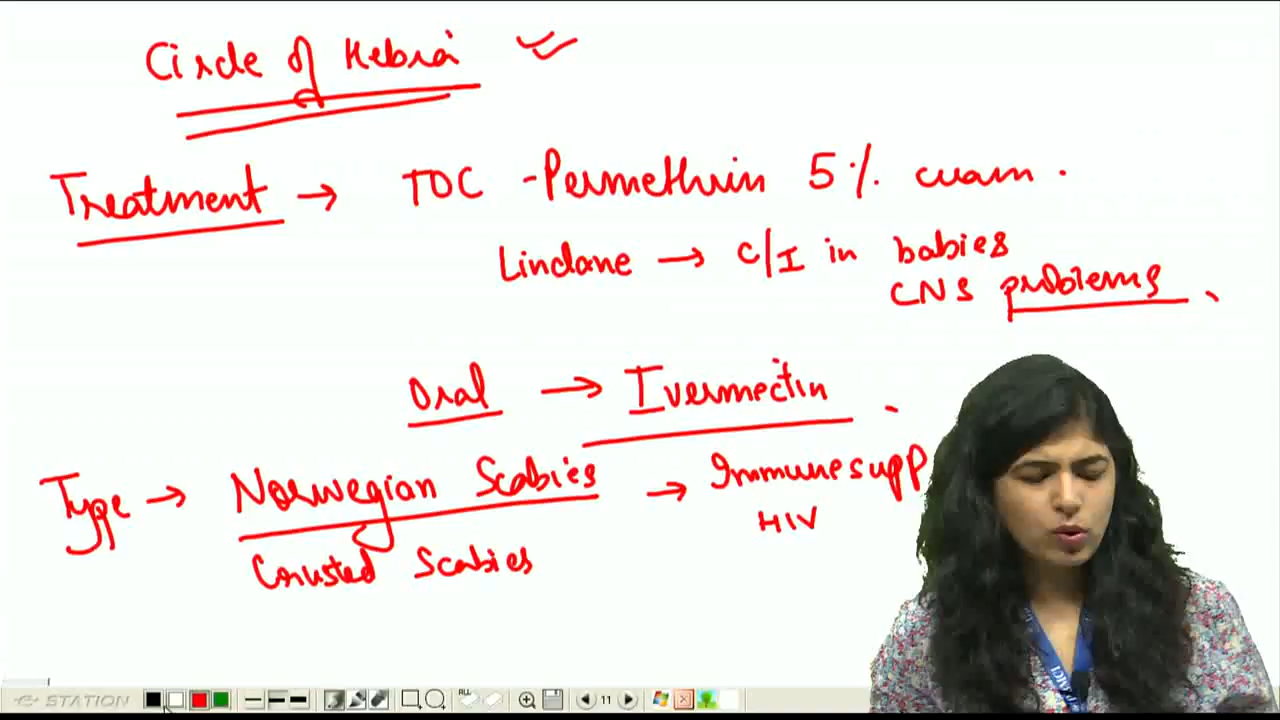 Circle of Hebra
Treatment → TOC - Permethrin 5% cream.
Lindane → C/I in babies
CNS problems
Oral → Ivermectin
Type → Norwegian Scabies → Immunesupp
Crusted Scabies
HIV
STATION
ALL
11